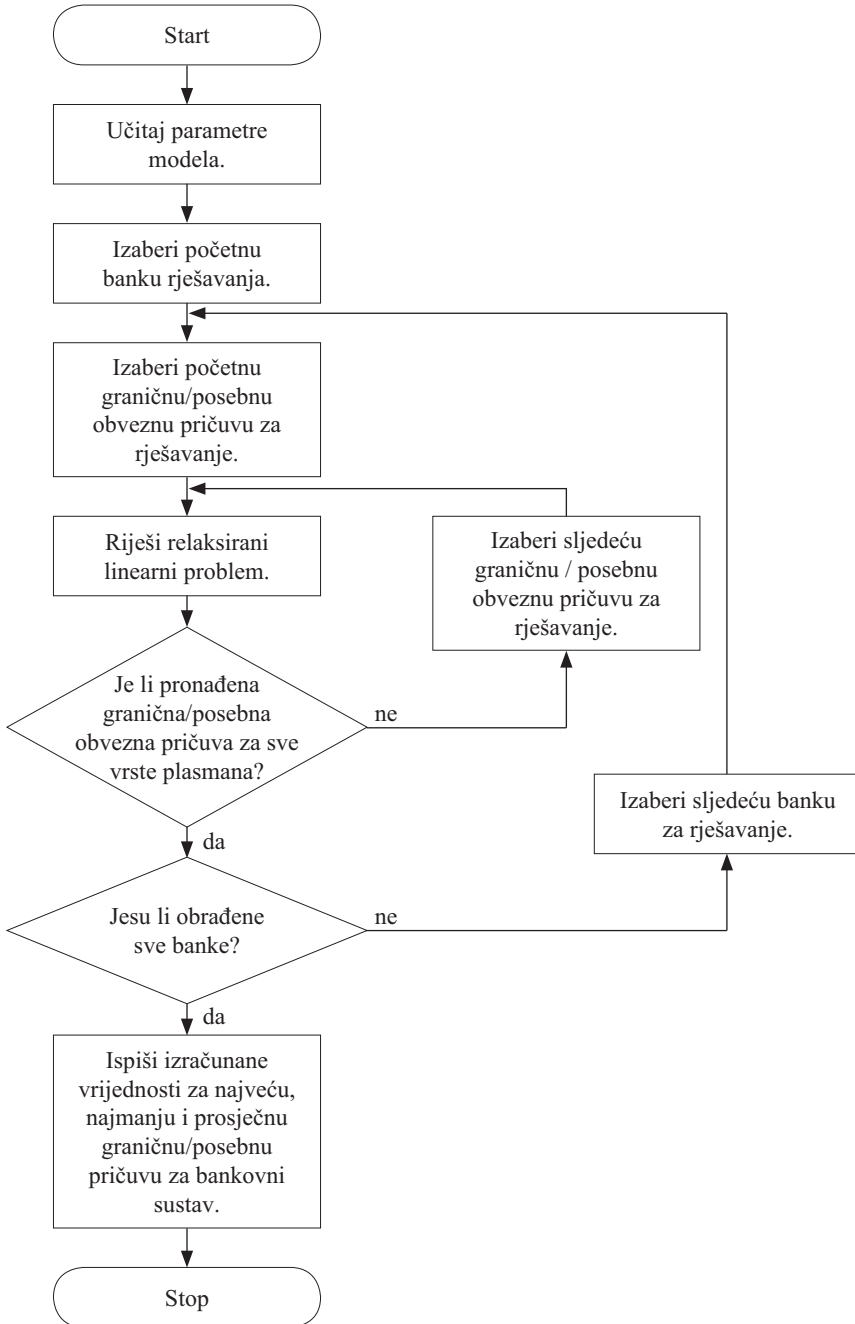 Start
Učitaj parametre
modela.
Izaberi početnu
banku rješavanja.
Izaberi početnu
graničnu/posebnu
obveznu pričuvu za
rješavanje.
Riješi relaksirani
linearni problem.
Izaberi sljedeću
graničnu / posebnu
obveznu pričuvu za
rješavanje.
Je li pronađena
granična/posebna
obvezna pričuva za sve
vrste plasmana?
ne
da
Izaberi sljedeću banku
za rješavanje.
Jesu li obrađene
sve banke?
ne
da
Ispiši izračunane
vrijednosti za najveću,
najmanju i prosječnu
graničnu/posebnu
pričuvu za bankovni
sustav.
Stop